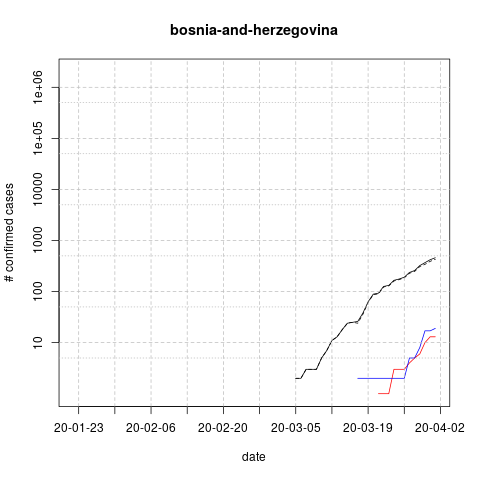 bosnia-and-herzegovina
# confirmed cases
1e+06
1e+05
10000
1000
100
10
20-01-23 20-02-06 20-02-20 20-03-05 20-03-19 20-04-02
date